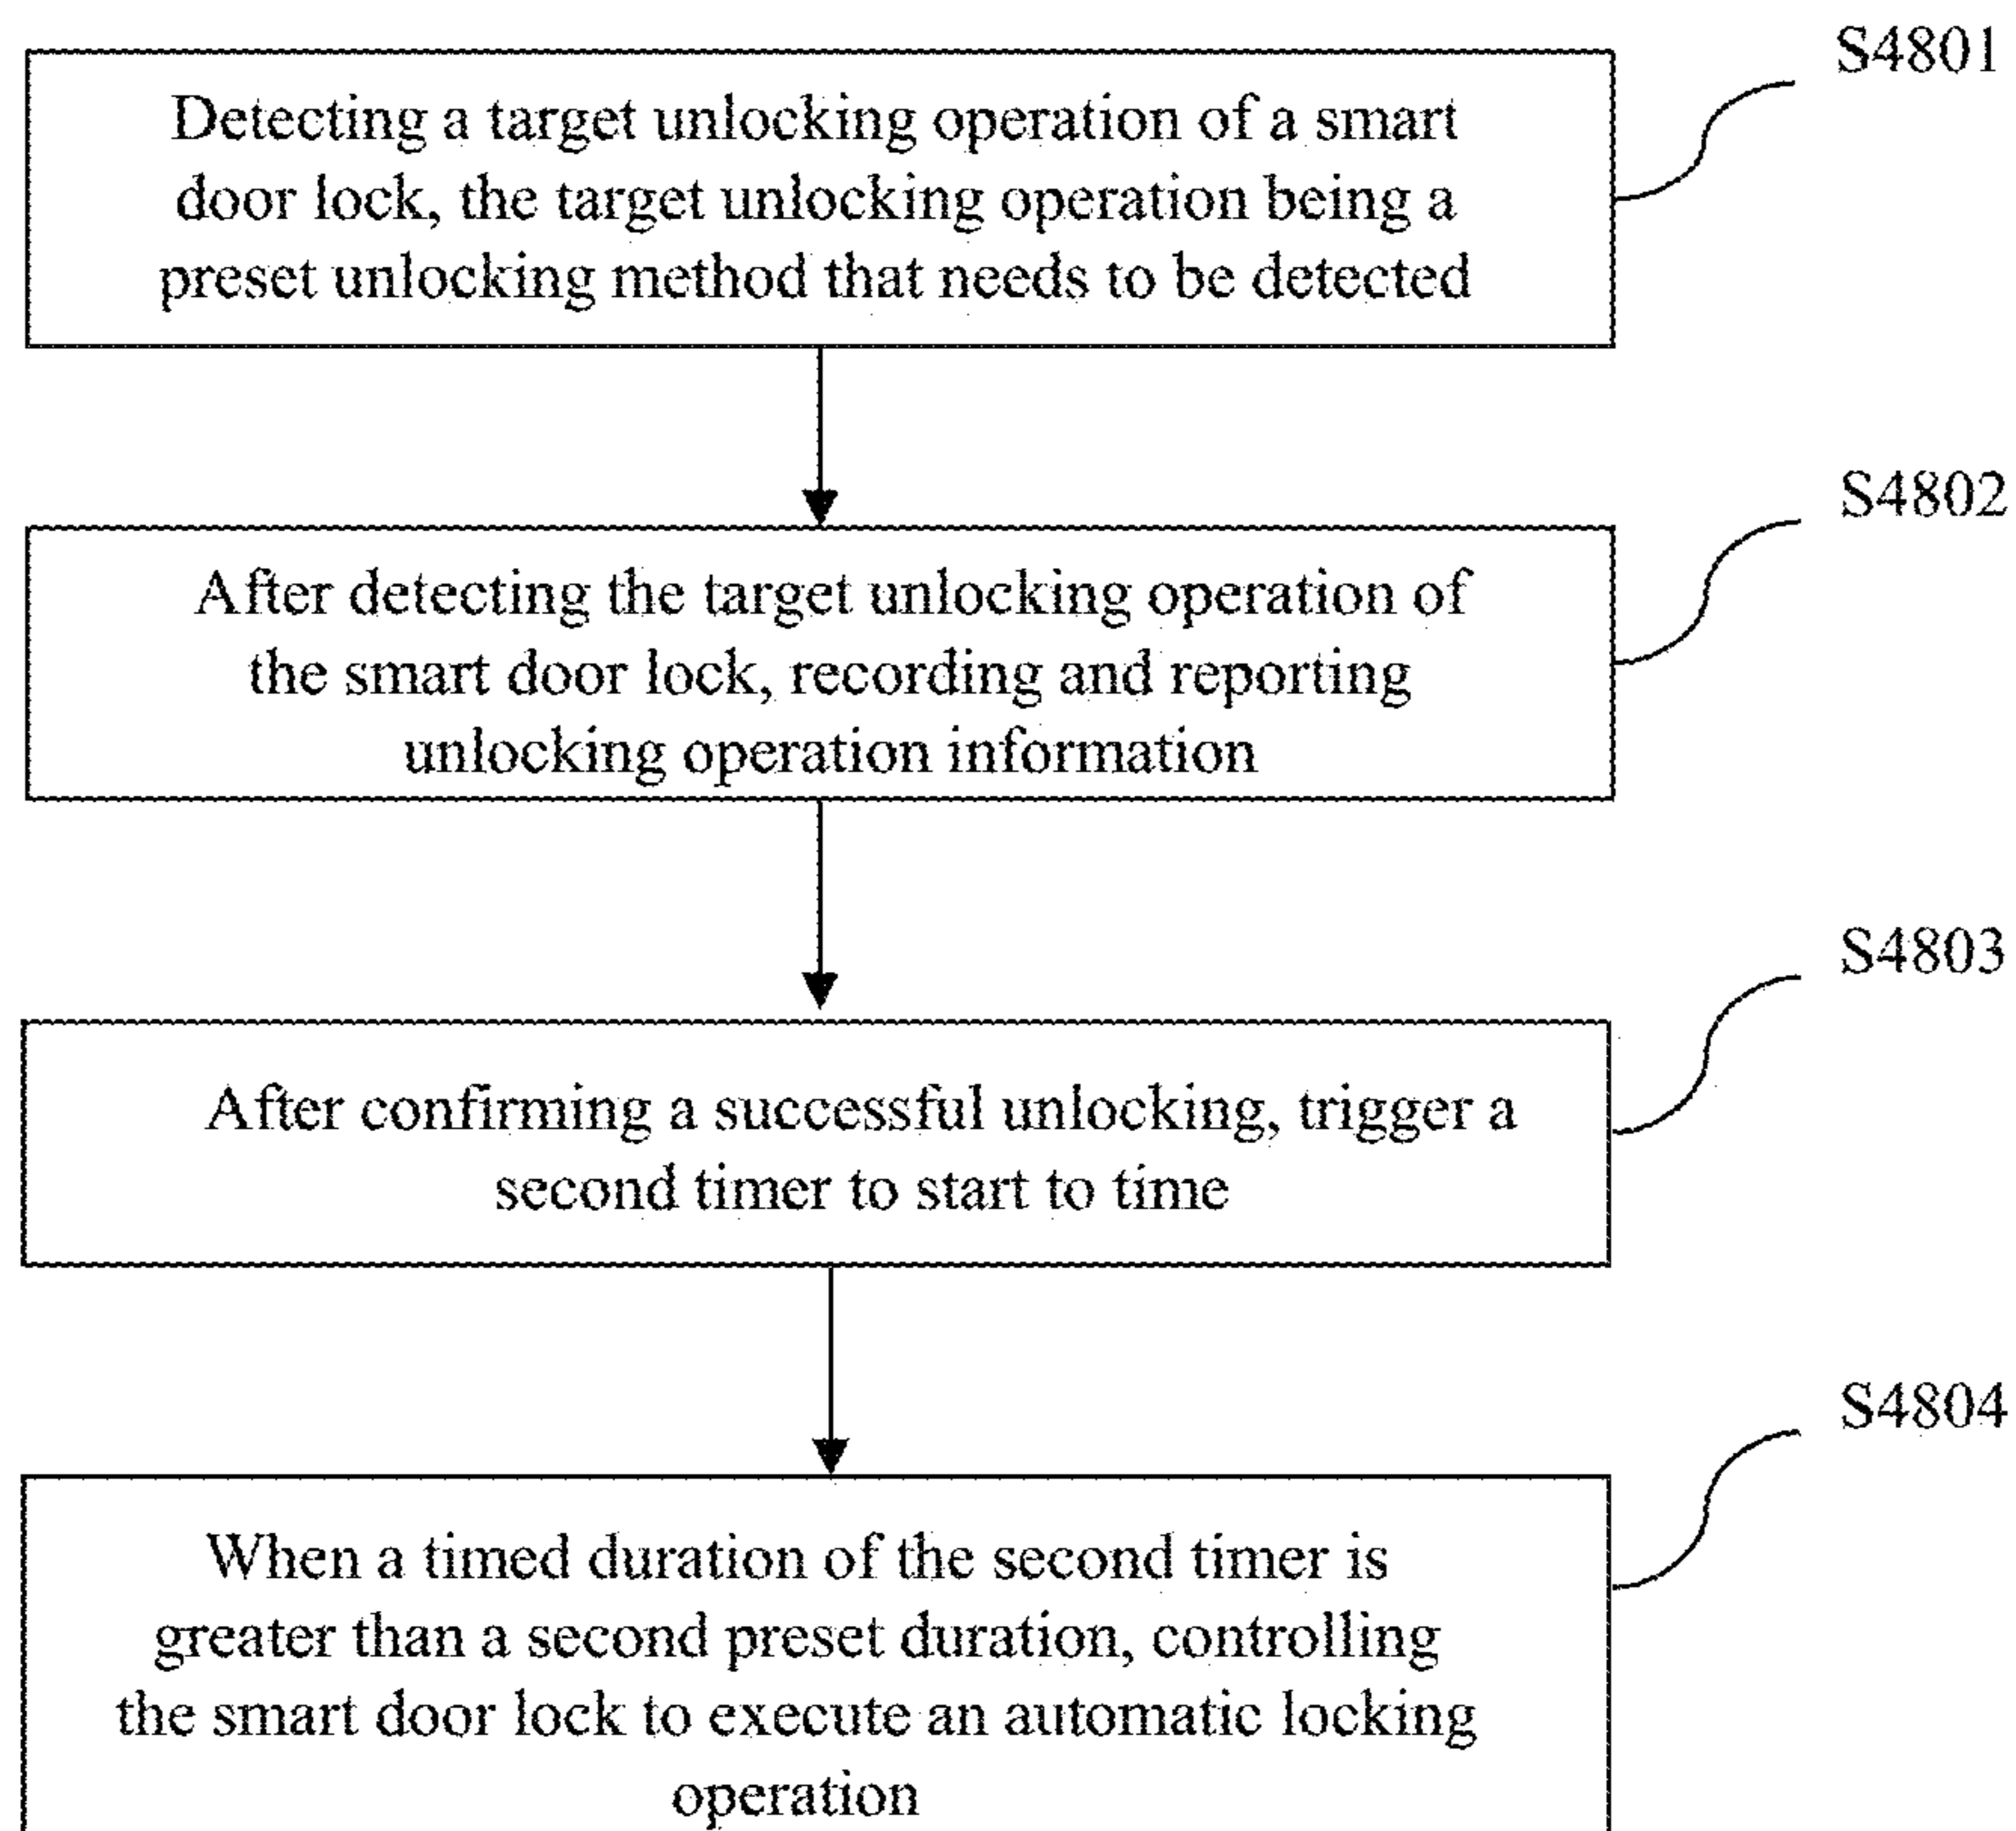 S4801
Detecting a target unlocking operation of a smart
door lock, the target unlocking operation being a
preset unlocking method that needs to be detected
S4802
After detecting the target unlocking operation of
the smart door lock, recording and reporting
unlocking operation information
S4803
After confirming a successful unlocking, trigger a
second timer to start to time
S4804
When a timed duration of the second timer is
greater than a second preset duration, controlling
the smart door lock to execute an automatic locking
operation